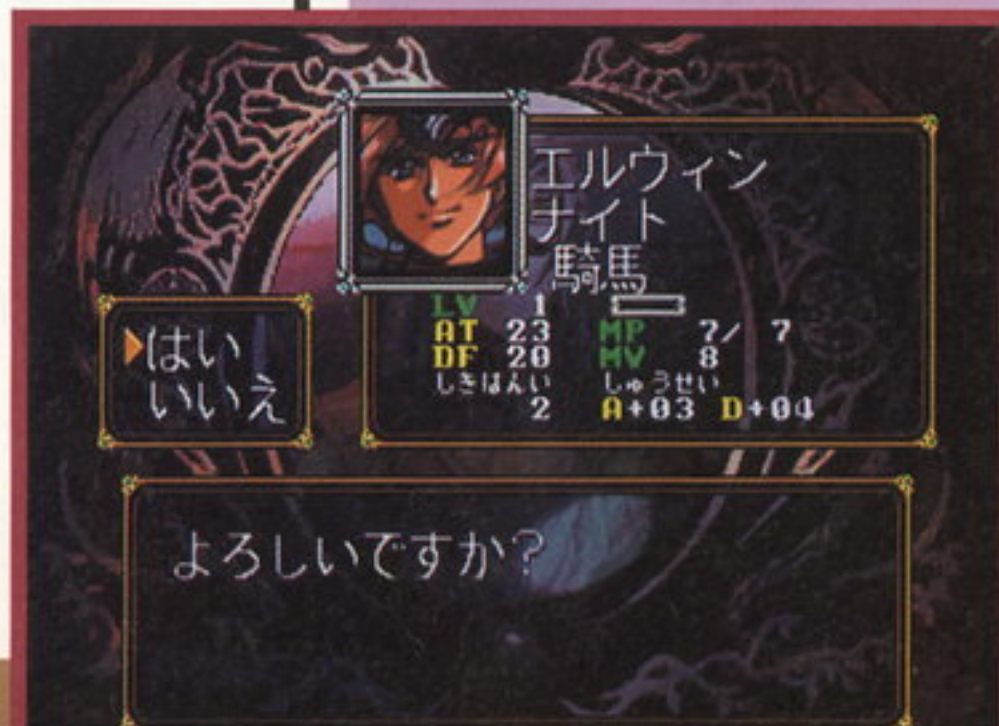 エルウィン
ナイト
騎馬
LV 1
AT 23 MP 7/ 7
DF 20 MV 8
しきはんい しゅうせい
2 A+03 D+04
はい
いいえ
よろしいですか?